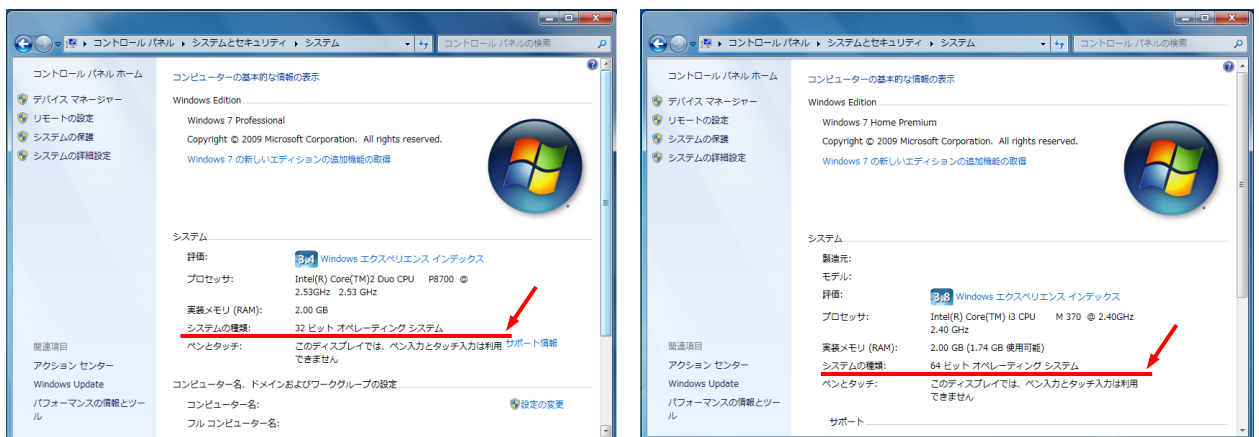 コントロール パネル ▸ システムとセキュリティ ▸ システム
コントロール パネルの検索
コントロール パネル ホーム
デバイス マネージャー
リモートの設定
システムの保護
システムの詳細設定
関連項目
アクション センター
Windows Update
パフォーマンスの情報とツー
ル
コンピューターの基本的な情報の表示
Windows Edition
Windows 7 Professional
Copyright © 2009 Microsoft Corporation. All rights reserved.
Windows 7 の新しいエディションの追加機能の取得
システム
評価: 3.4 Windows エクスペリエンス インデックス
プロセッサ: Intel(R) Core(TM)2 Duo CPU P8700 @
2.53GHz 2.53 GHz
実装メモリ (RAM): 2.00 GB
システムの種類: 32 ビット オペレーティング システム
ペンとタッチ: このディスプレイでは、ペン入力とタッチ入力は利用
できません
サポート情報
コンピューター名、ドメインおよびワークグループの設定
コンピューター名:
設定の変更
フル コンピューター名:
コントロール パネル ▸ システムとセキュリティ ▸ システム
コントロール パネルの検索
コントロール パネル ホーム
デバイス マネージャー
リモートの設定
システムの保護
システムの詳細設定
関連項目
アクション センター
Windows Update
パフォーマンスの情報とツー
ル
コンピューターの基本的な情報の表示
Windows Edition
Windows 7 Home Premium
Copyright © 2009 Microsoft Corporation. All rights reserved.
Windows 7 の新しいエディションの追加機能の取得
システム
製造元:
モデル:
評価: 3.8 Windows エクスペリエンス インデックス
プロセッサ: Intel(R) Core(TM) i3 CPU M 370 @ 2.40GHz
2.40 GHz
実装メモリ (RAM): 2.00 GB (1.74 GB 使用可能)
システムの種類: 64 ビット オペレーティング システム
ペンとタッチ: このディスプレイでは、ペン入力とタッチ入力は利用
できません
サポート